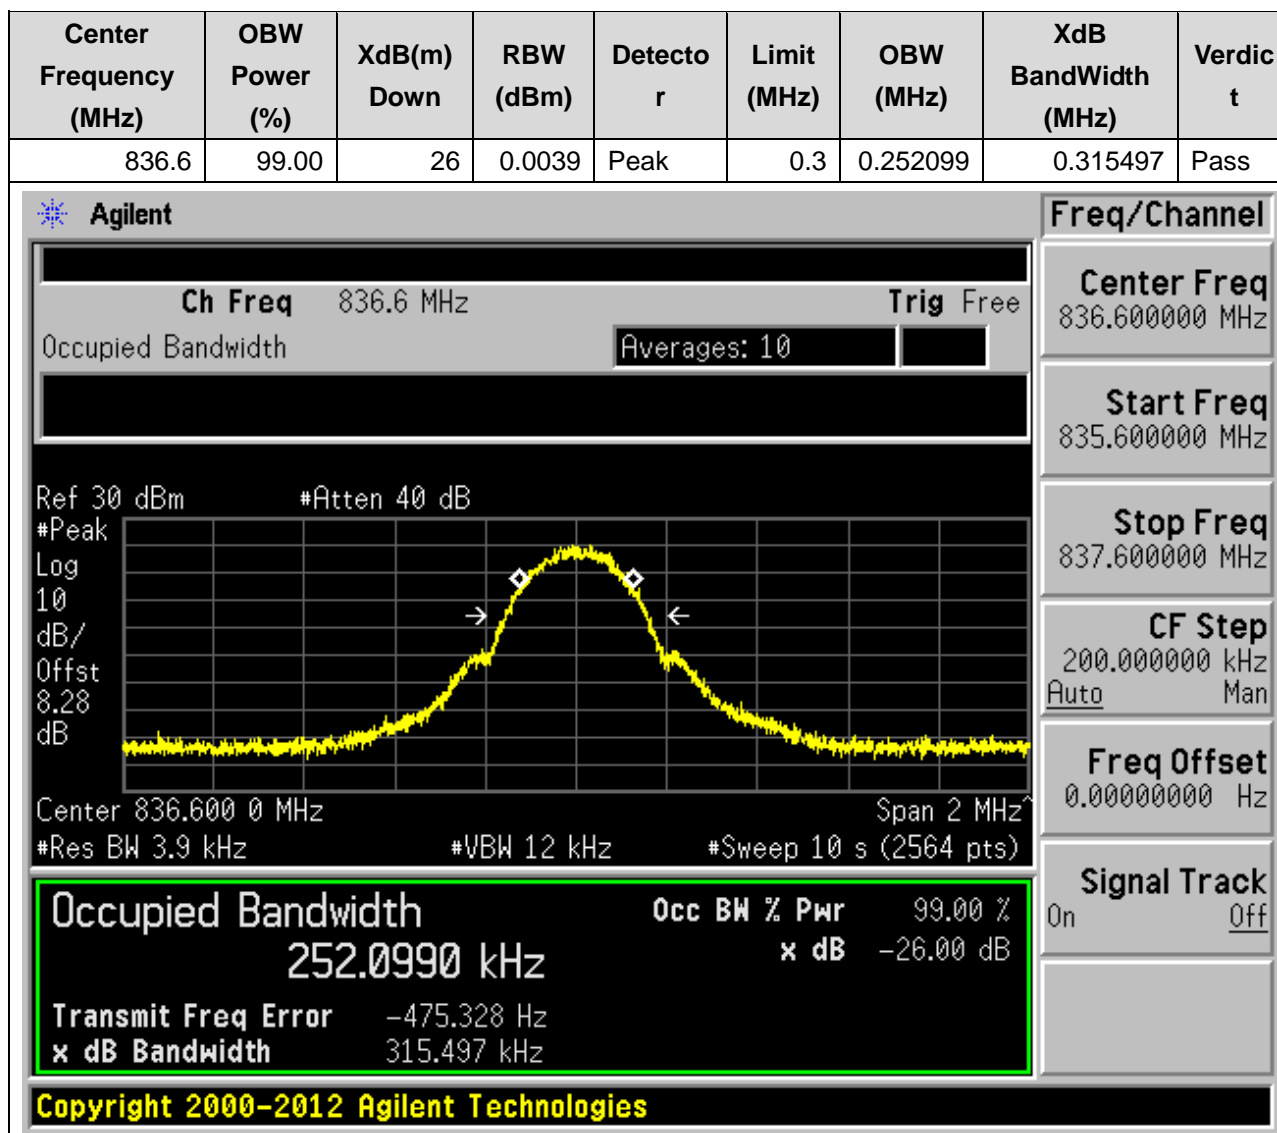 Center Frequency (MHz) OBW Power (%) XdB(m) Down RBW (dBm) Detecto r Limit (MHz) OBW (MHz) XdB BandWidth (MHz) Verdic t
836.6 99.00 26 0.0039 Peak 0.3 0.252099 0.315497 Pass
Agilent
Freq/Channel
Ch Freq 836.6 MHz Trig Free
Occupied Bandwidth Averages: 10
Center Freq
836.600000 MHz
Start Freq
835.600000 MHz
Stop Freq
837.600000 MHz
CF Step
200.000000 kHz
Auto Man
Freq Offset
0.00000000 Hz
Signal Track
On Off
Ref 30 dBm #Atten 40 dB
#Peak
Log
10
dB/
Offst
8.28
dB
Center 836.600 0 MHz Span 2 MHz^
#Res BW 3.9 kHz #VBW 12 kHz #Sweep 10 s (2564 pts)
Occupied Bandwidth Occ BW % Pwr 99.00 %
252.0990 kHz x dB -26.00 dB
Transmit Freq Error -475.328 Hz
x dB Bandwidth 315.497 kHz
Copyright 2000-2012 Agilent Technologies